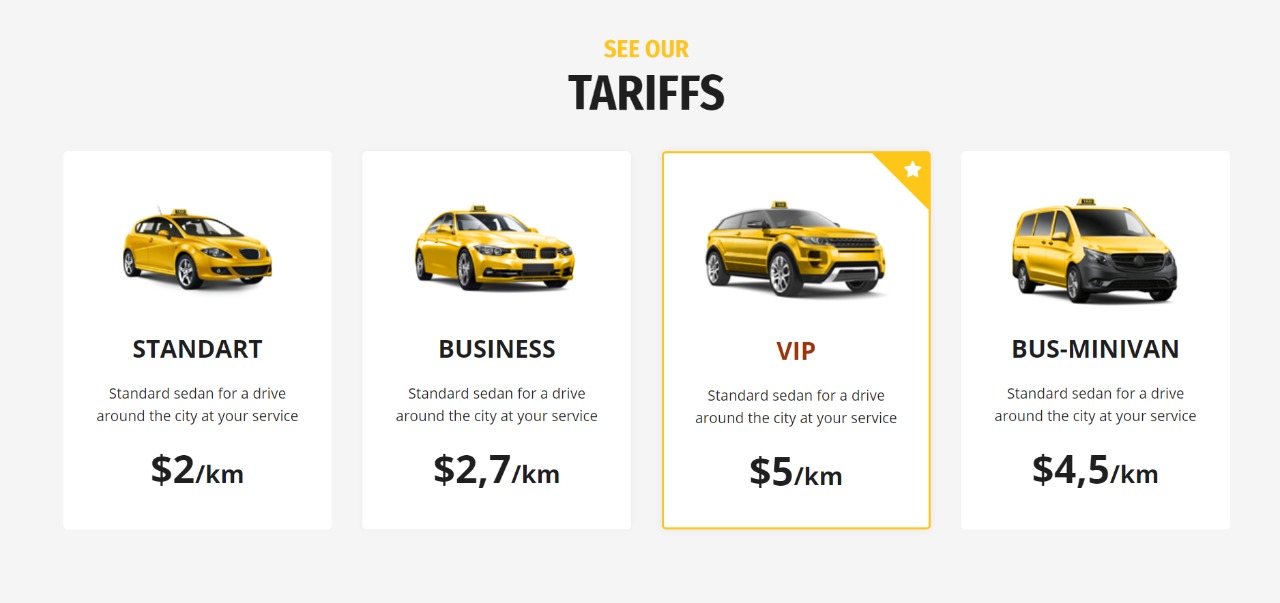 SEE OUR
TARIFFS
STANDART
Standard sedan for a drive
around the city at your service
$2/km
BUSINESS
Standard sedan for a drive
around the city at your service
$2,7/km
VIP
Standard sedan for a drive
around the city at your service
$5/km
BUS-MINIVAN
Standard sedan for a drive
around the city at your service
$4,5/km